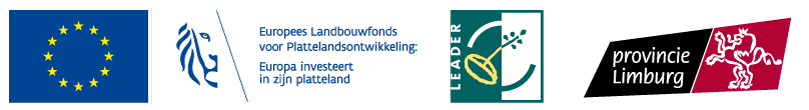 Europees Landbouwfonds
voor Plattelandsontwikkeling:
Europa investeert
in zijn platteland
LEADER
provincie
Limburg